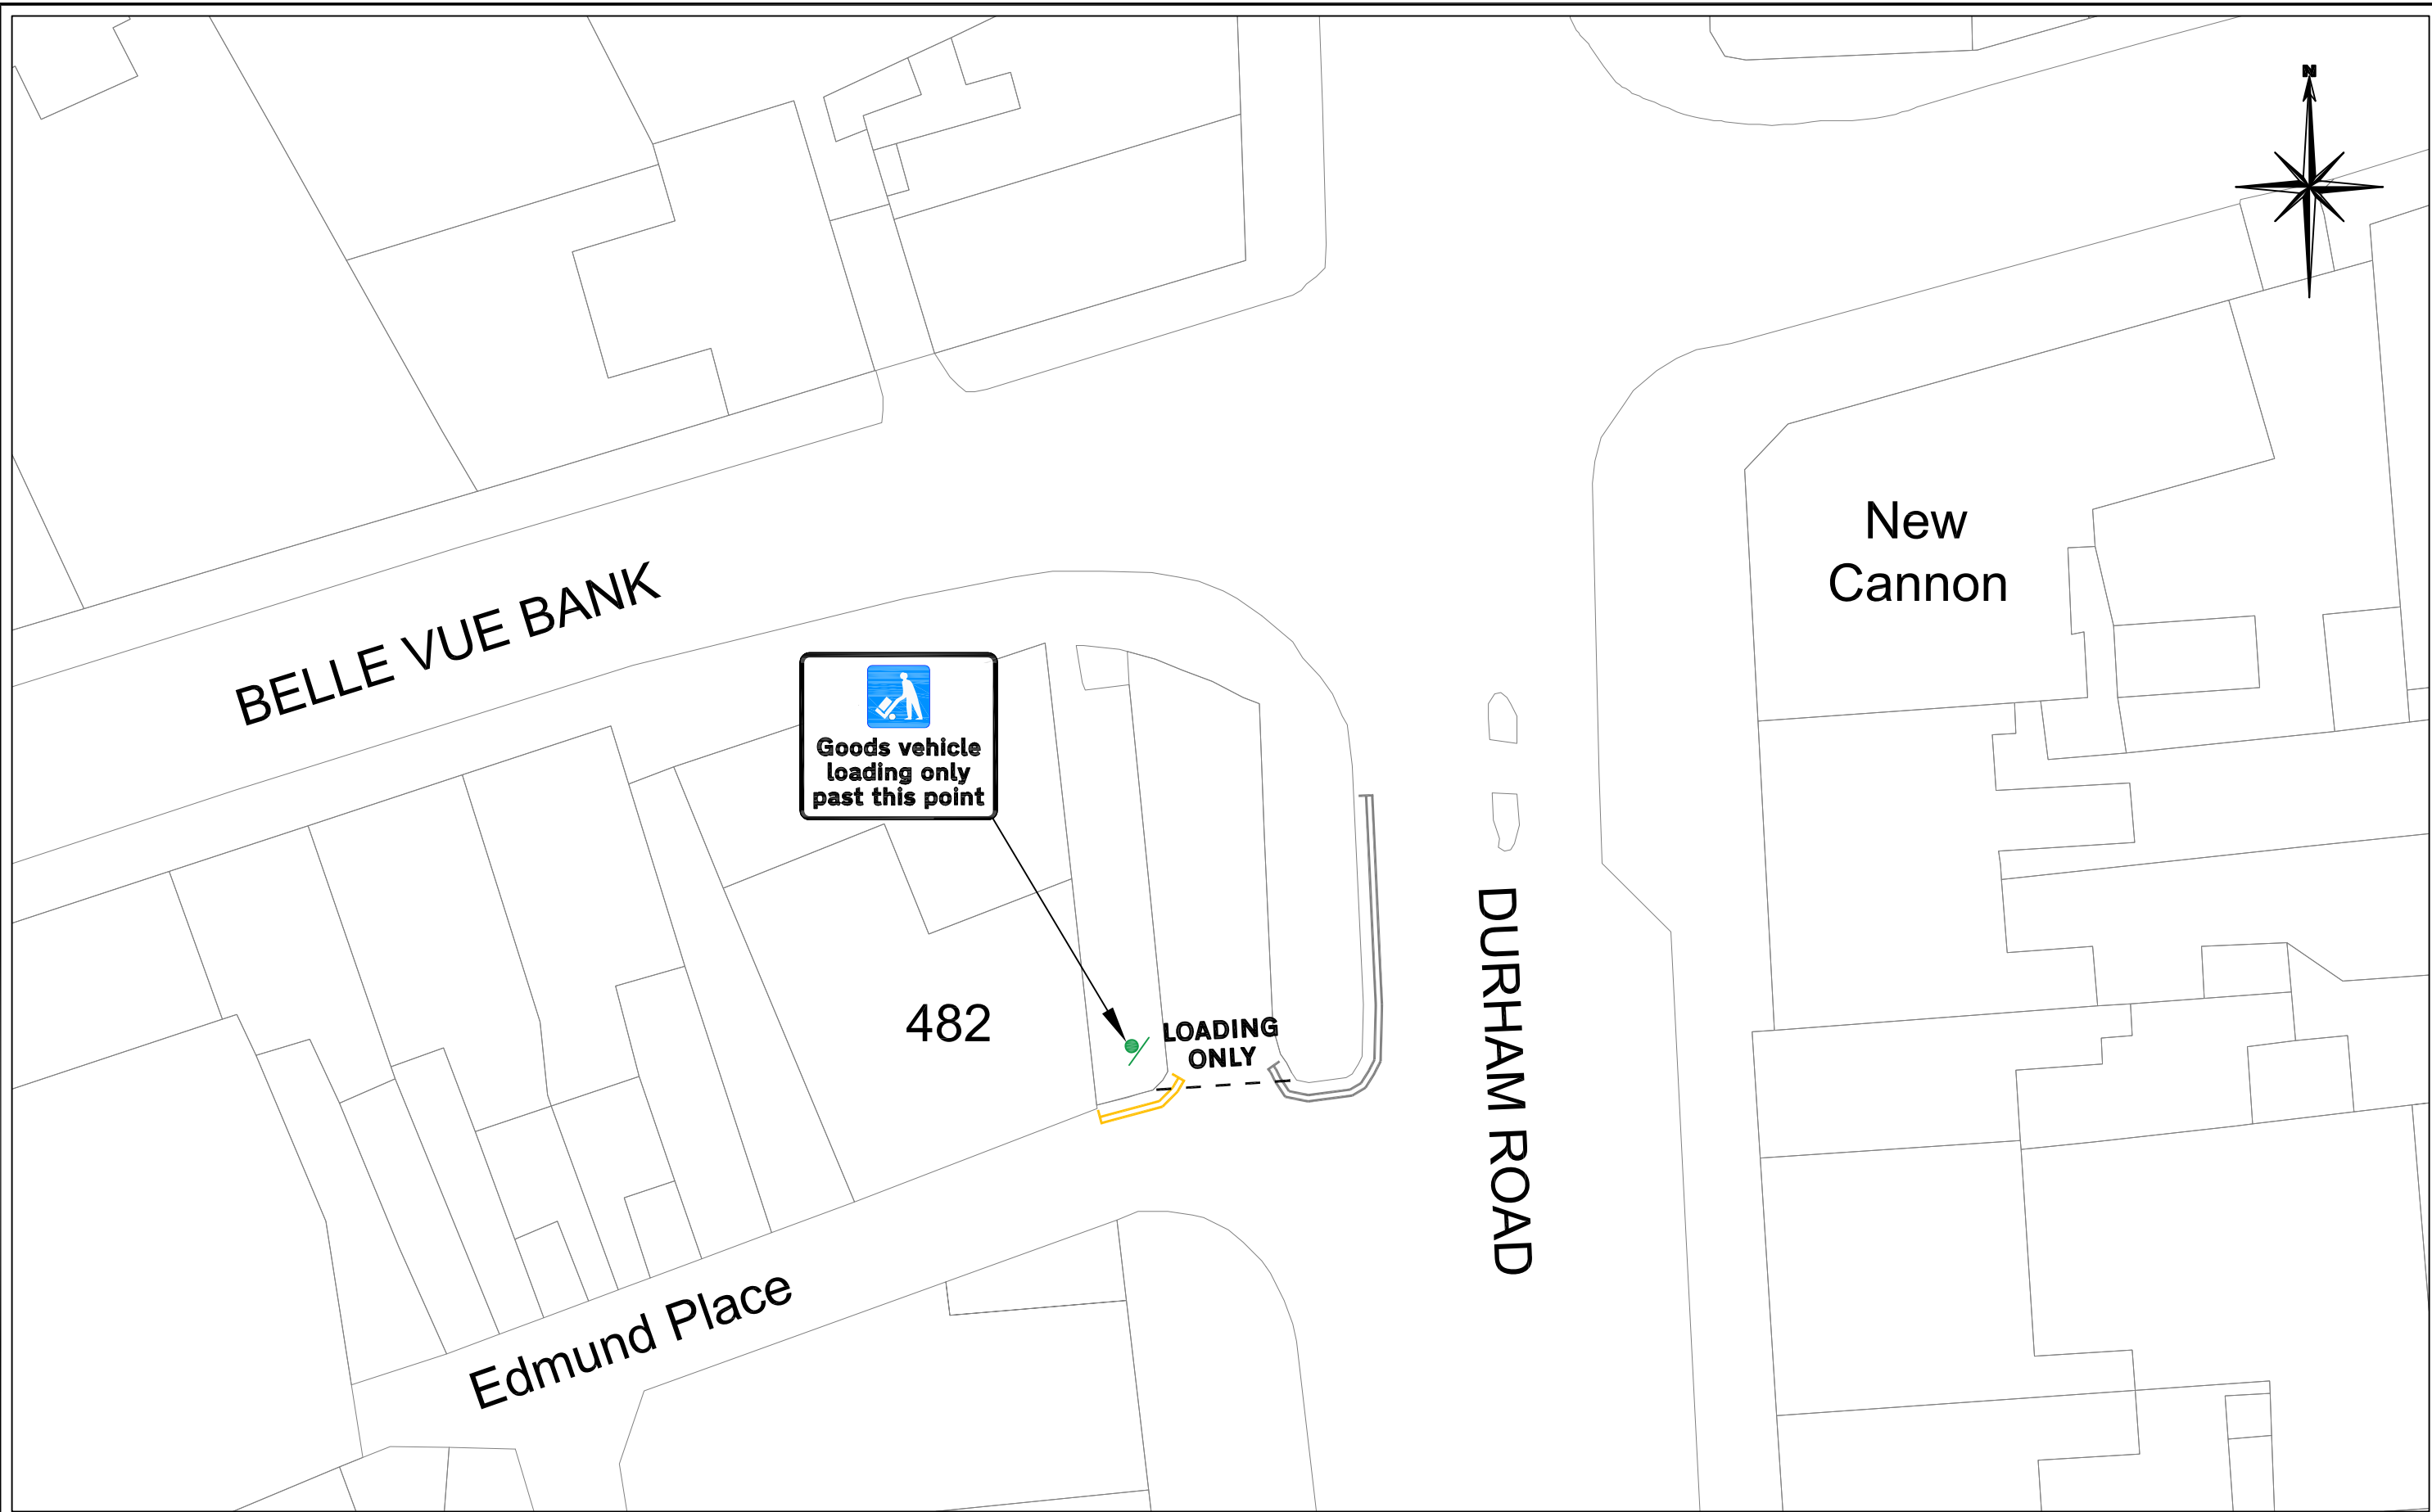 N
New
Cannon
BELLE VUE BANK
Goods vehicle
loading only
past this point
482
LOADING
ONLY
DURHAM ROAD
Edmund Place